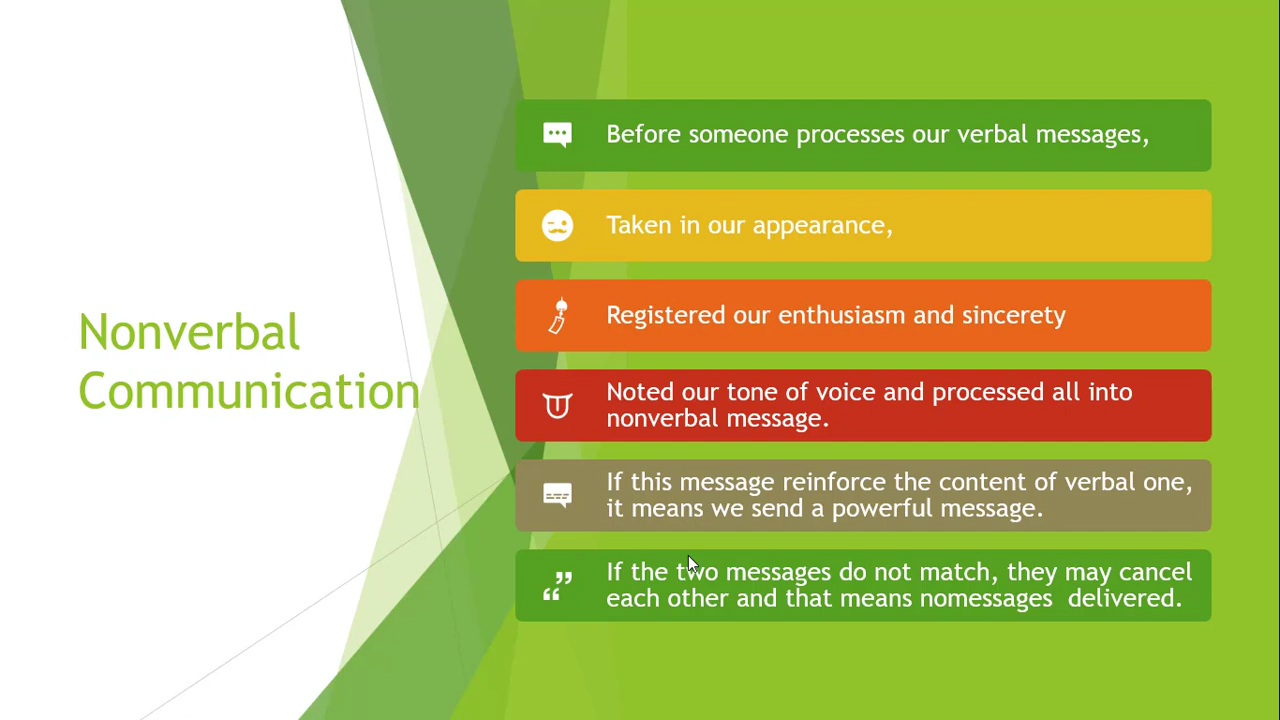 Nonverbal
Communication
Before someone processes our verbal messages,
Taken in our appearance,
Registered our enthusiasm and sincerety
Noted our tone of voice and processed all into
nonverbal message.
If this message reinforce the content of verbal one,
it means we send a powerful message.
If the two messages do not match, they may cancel
each other and that means nomessages  delivered.